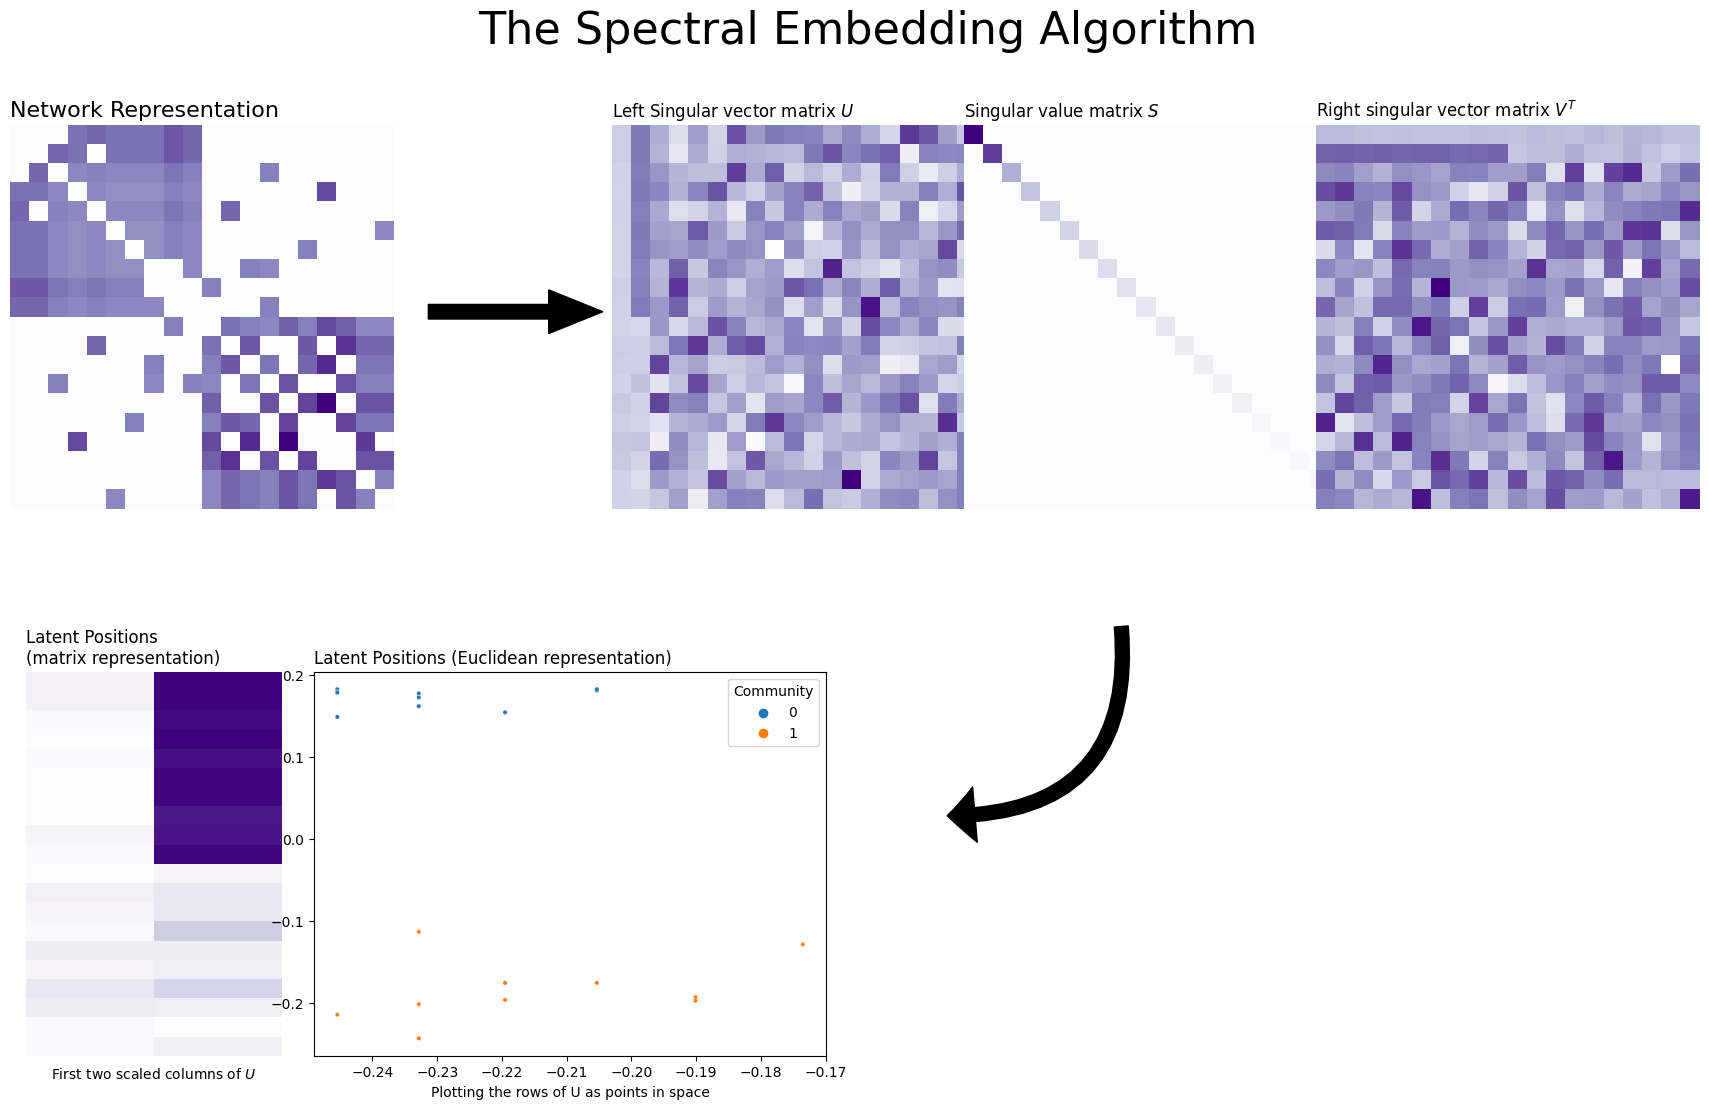 The Spectral Embedding Algorithm
Network Representation
Left Singular vector matrix U
Singular value matrix S
Right singular vector matrix V^T
Latent Positions
(matrix representation)
First two scaled columns of U
Latent Positions (Euclidean representation)
0.2
0.1
0.0
−0.1
−0.2
Community
0
1
−0.24 −0.23 −0.22 −0.21 −0.20 −0.19 −0.18 −0.17
Plotting the rows of U as points in space